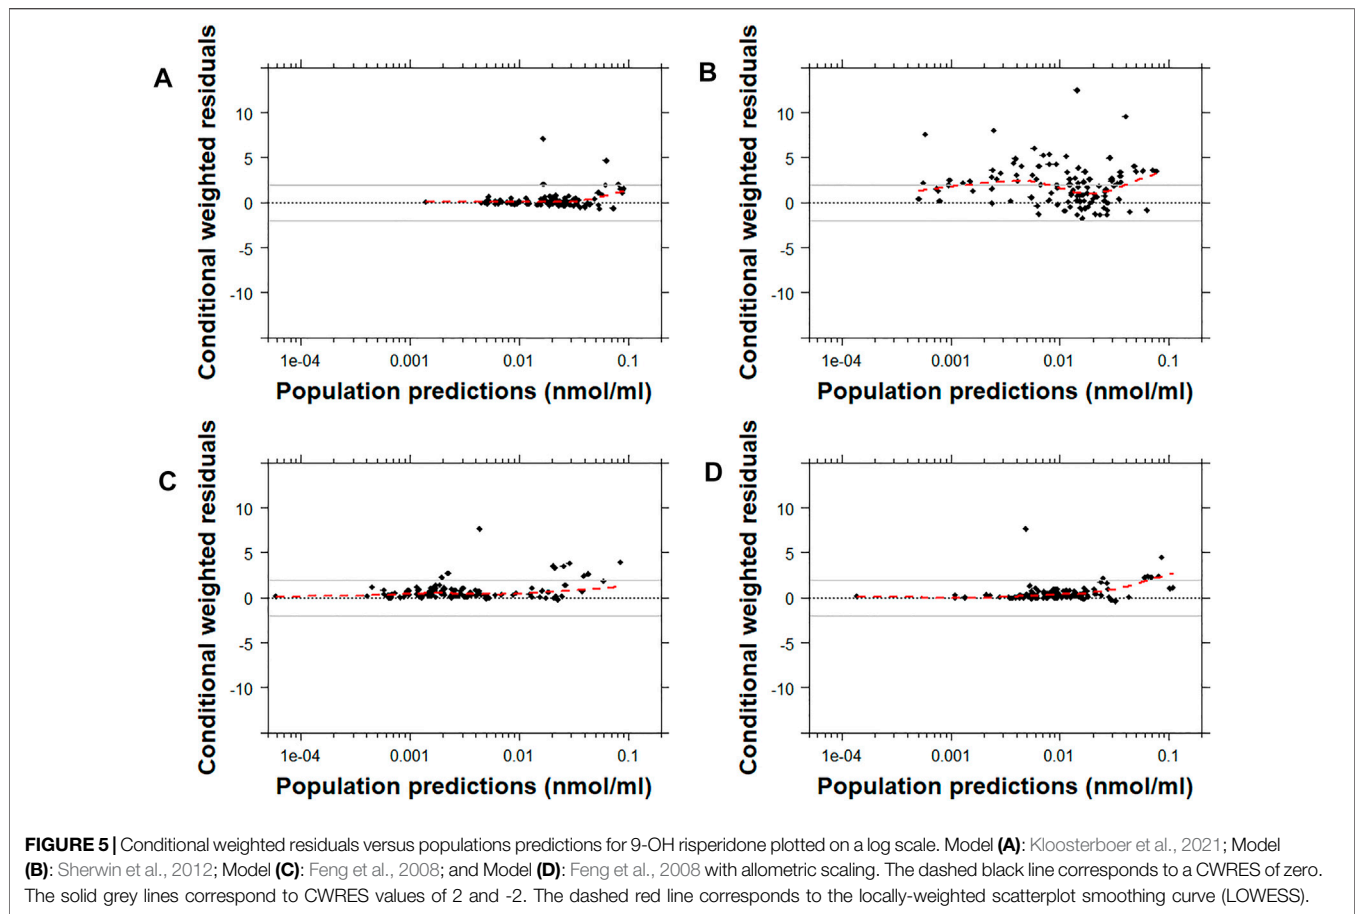 A
Conditional weighted residuals
10
5
0
-5
-10
1e-04 0.001 0.01 0.1
Population predictions (nmol/ml)
B
Conditional weighted residuals
10
5
0
-5
-10
1e-04 0.001 0.01 0.1
Population predictions (nmol/ml)
C
Conditional weighted residuals
10
5
0
-5
-10
1e-04 0.001 0.01 0.1
Population predictions (nmol/ml)
D
Conditional weighted residuals
10
5
0
-5
-10
1e-04 0.001 0.01 0.1
Population predictions (nmol/ml)
FIGURE 5 | Conditional weighted residuals versus populations predictions for 9-OH risperidone plotted on a log scale. Model (A): Kloosterboer et al., 2021; Model
(B): Sherwin et al., 2012; Model (C): Feng et al., 2008; and Model (D): Feng et al., 2008 with allometric scaling. The dashed black line corresponds to a CWRES of zero.
The solid grey lines correspond to CWRES values of 2 and -2. The dashed red line corresponds to the locally-weighted scatterplot smoothing curve (LOWESS).